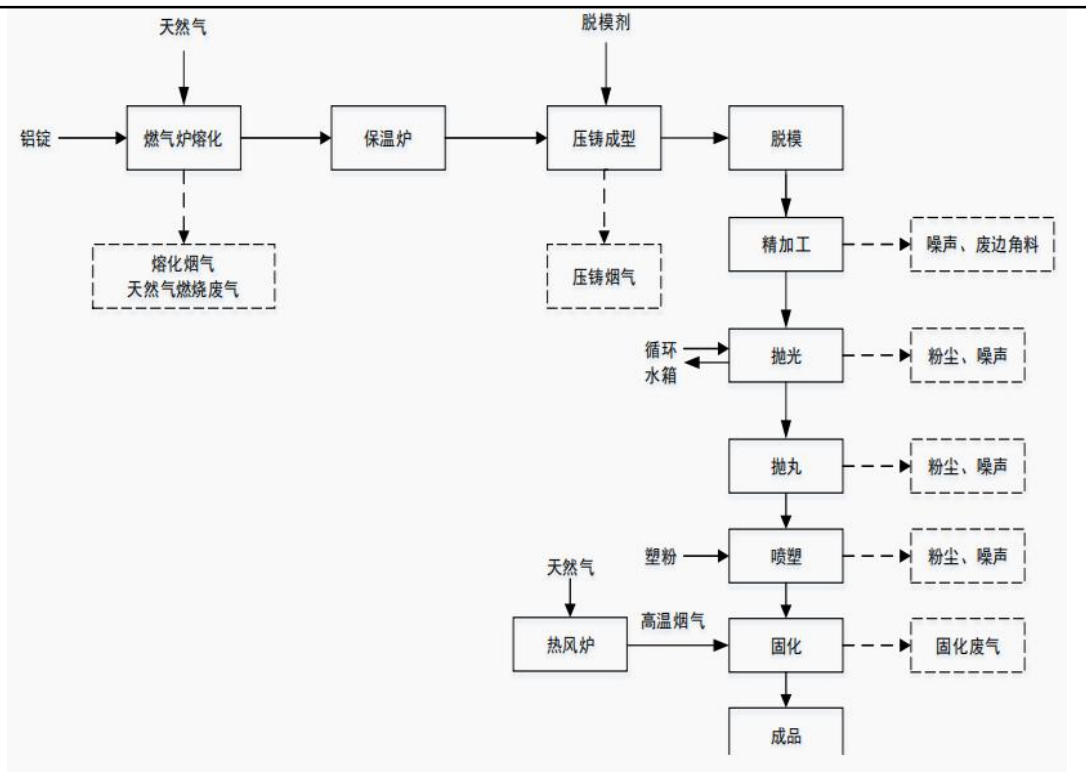 天然气
脱模剂
铝锭
燃气炉熔化
保温炉
压铸成型
脱模
熔化烟气
天然气燃烧废气
压铸烟气
精加工
噪声、废边角料
循环
水箱
抛光
粉尘、噪声
抛丸
粉尘、噪声
塑粉
喷塑
粉尘、噪声
天然气
热风炉
高温烟气
固化
固化废气
成品